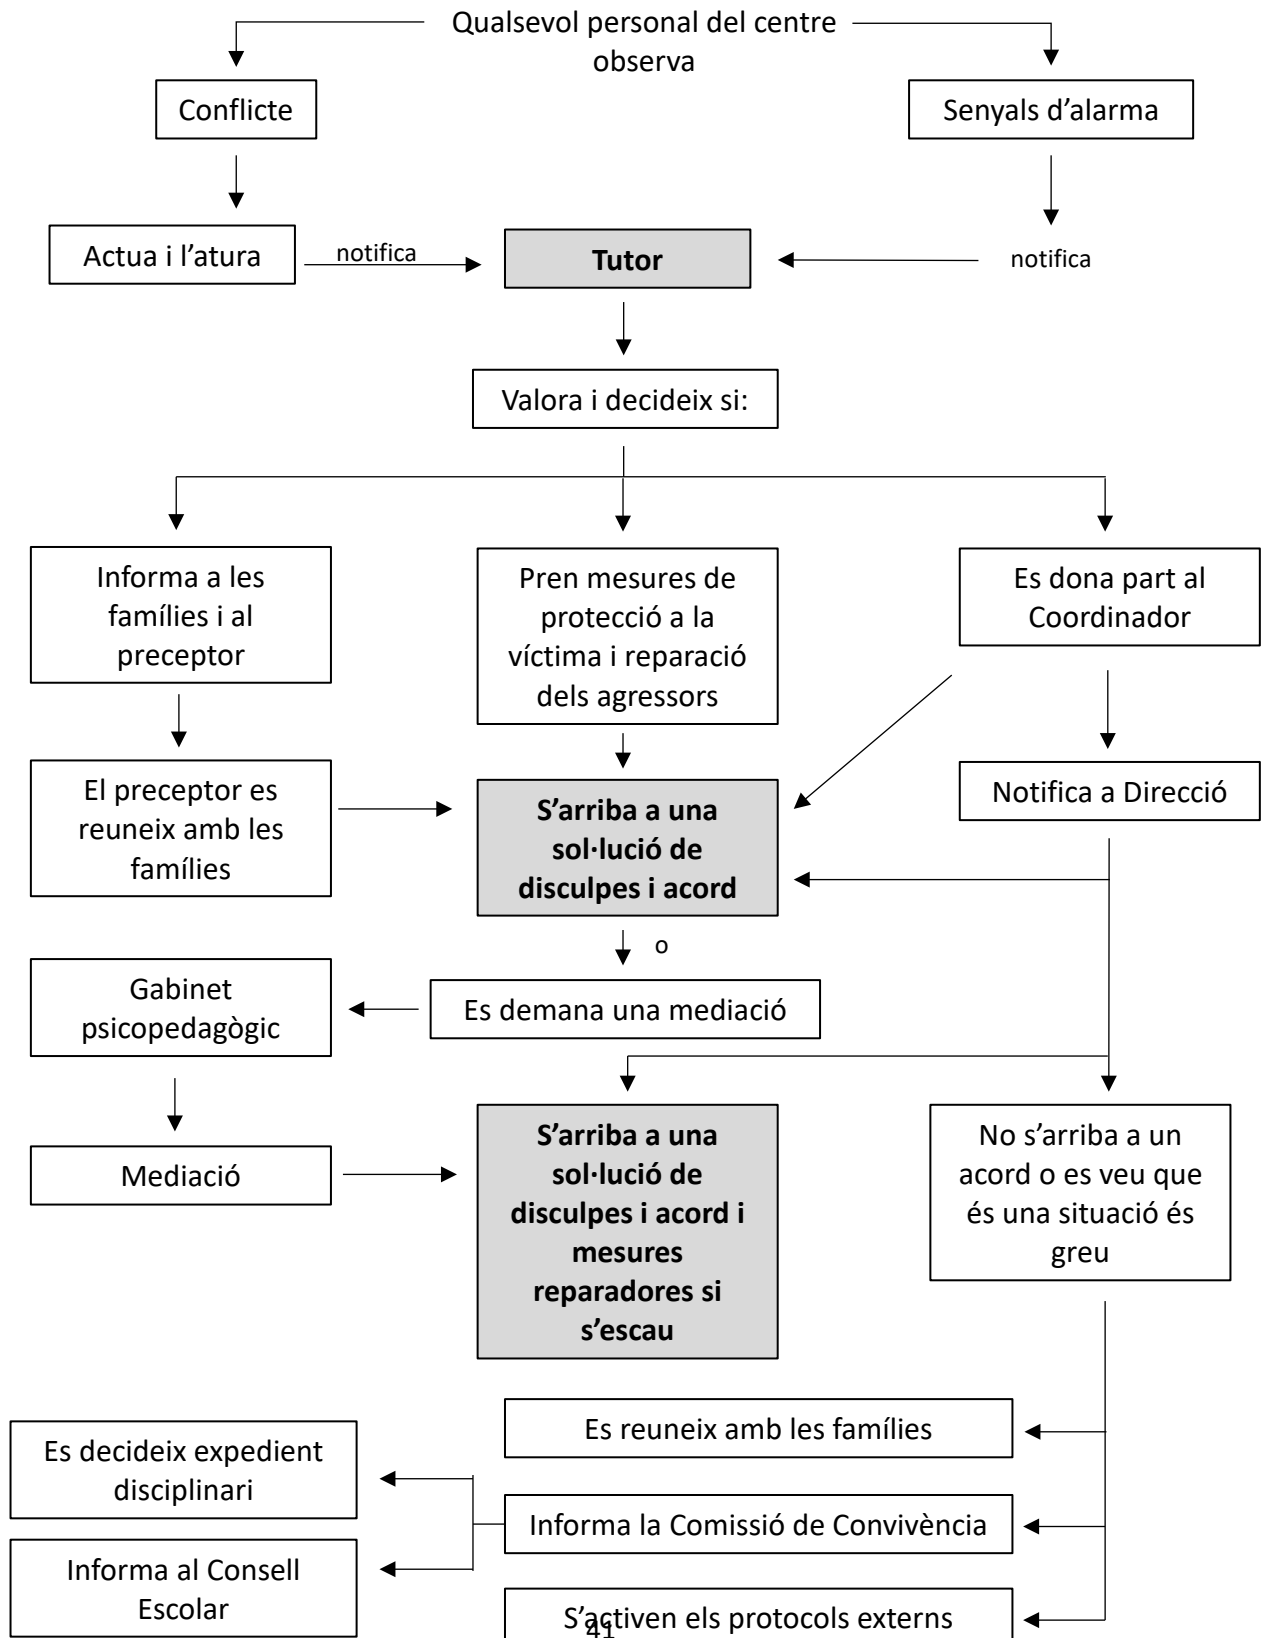 Qualsevol personal del centre
observa
Conflicte
Senyals d’alarma
Actua i l’atura
notifica
Tutor
notifica
Valora i decideix si:
Informa a les
famílies i al
preceptor
Pren mesures de
protecció a la
víctima i reparació
dels agressors
Es dona part al
Coordinador
El preceptor es
reuneix amb les
famílies
S’arriba a una
sol·lució de
disculpes i acord
Notifica a Direcció
o
Gabinet
psicopedagògic
Es demana una mediació
Mediació
S’arriba a una
sol·lució de
disculpes i acord i
mesures
reparadores si
s’escau
No s’arriba a un
acord o es veu que
és una situació és
greu
Es reuneix amb les famílies
Es decideix expedient
disciplinari
Informa la Comissió de Convivència
Informa al Consell
Escolar
S’activen els protocols externs
41